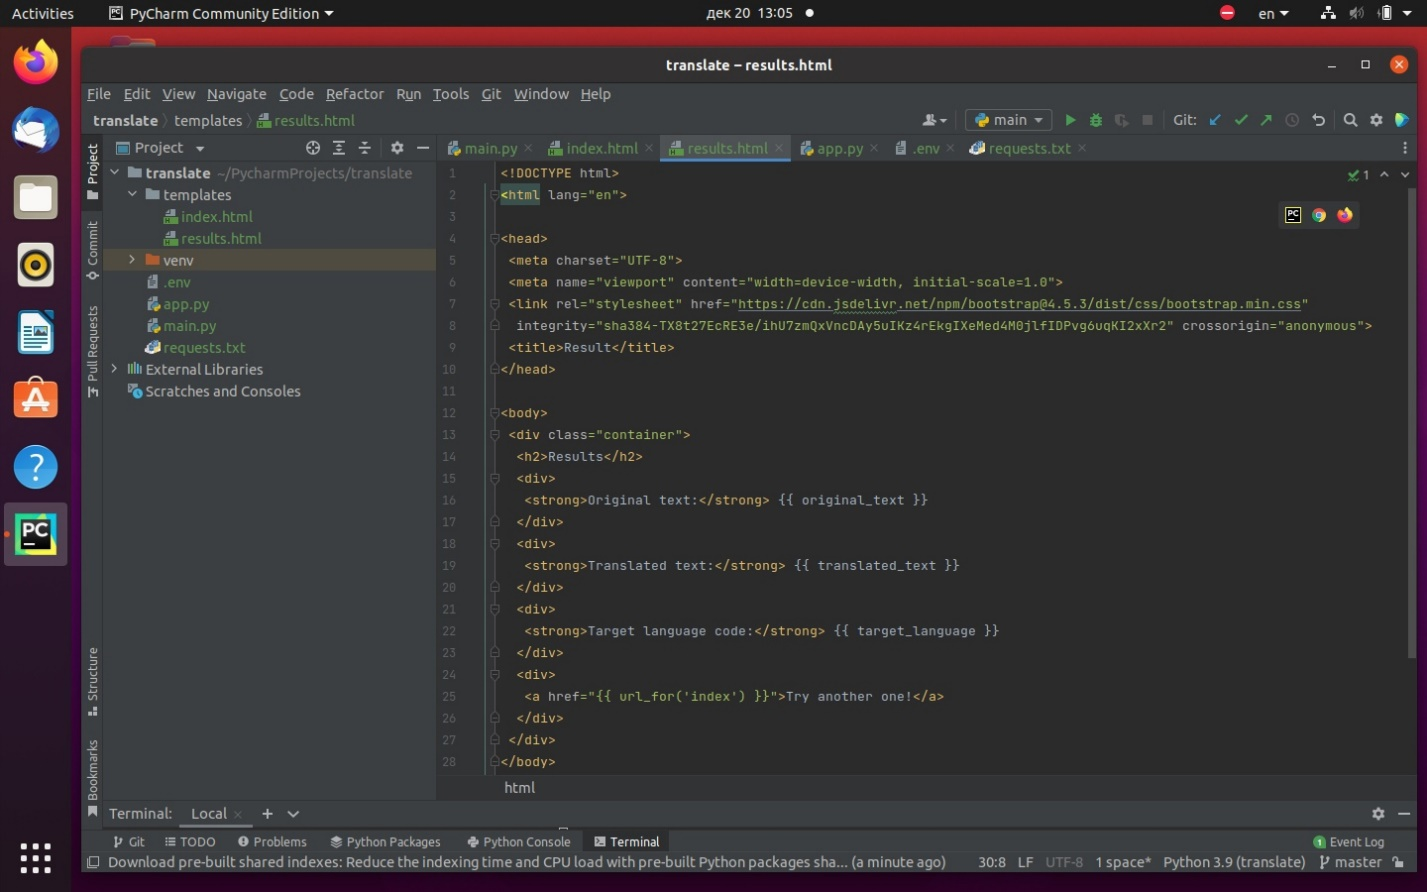 Activities PyCharm Community Edition дек 20 13:05 en
translate – results.html
File Edit View Navigate Code Refactor Run Tools Git Window Help
translate templates results.html main Git:
Project main.py index.html results.html app.py .env requests.txt
Project
Commit
Pull Requests
Structure
Bookmarks
translate ~/PycharmProjects/translate
templates
index.html
results.html
venv
.env
app.py
main.py
requests.txt
External Libraries
Scratches and Consoles
1 <!DOCTYPE html> 1
2 <html lang="en">
3
4 <head>
5 <meta charset="UTF-8">
6 <meta name="viewport" content="width=device-width, initial-scale=1.0">
7 <link rel="stylesheet" href="https://cdn.jsdelivr.net/npm/bootstrap@4.5.3/dist/css/bootstrap.min.css"
8 integrity="sha384-TX8t27EcRE3e/ihU7zmQxVncDAy5uIKz4rEkgIXeMed4M0jlfIDPvg6uqKI2xXr2" crossorigin="anonymous">
9 <title>Result</title>
10 </head>
11
12 <body>
13 <div class="container">
14 <h2>Results</h2>
15 <div>
16 <strong>Original text:</strong> {{ original_text }}
17 </div>
18 <div>
19 <strong>Translated text:</strong> {{ translated_text }}
20 </div>
21 <div>
22 <strong>Target language code:</strong> {{ target_language }}
23 </div>
24 <div>
25 <a href="{{ url_for('index') }}">Try another one!</a>
26 </div>
27 </div>
28 </body>
html
Terminal: Local
Git TODO Problems Python Packages Python Console Terminal 1 Event Log
Download pre-built shared indexes: Reduce the indexing time and CPU load with pre-built Python packages sha... (a minute ago) 30:8 LF UTF-8 1 space* Python 3.9 (translate) master
PC